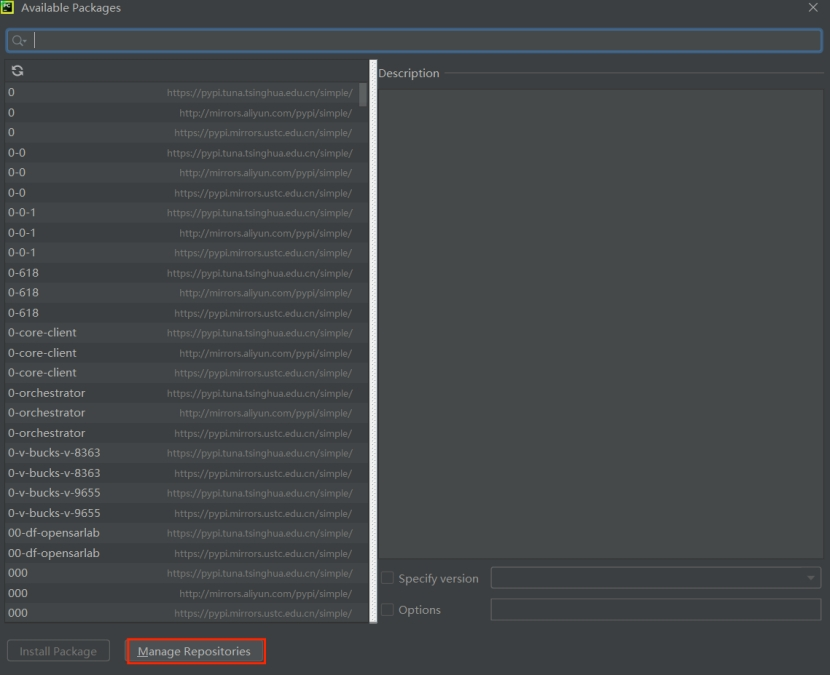 PC
Available Packages
Description
0 https://pypi.tuna.tsinghua.edu.cn/simple/
0 http://mirrors.aliyun.com/pypi/simple/
0 https://pypi.mirrors.ustc.edu.cn/simple/
0-0 https://pypi.tuna.tsinghua.edu.cn/simple/
0-0 http://mirrors.aliyun.com/pypi/simple/
0-0 https://pypi.mirrors.ustc.edu.cn/simple/
0-0-1 https://pypi.tuna.tsinghua.edu.cn/simple/
0-0-1 http://mirrors.aliyun.com/pypi/simple/
0-0-1 https://pypi.mirrors.ustc.edu.cn/simple/
0-618 https://pypi.tuna.tsinghua.edu.cn/simple/
0-618 http://mirrors.aliyun.com/pypi/simple/
0-618 https://pypi.mirrors.ustc.edu.cn/simple/
0-core-client https://pypi.tuna.tsinghua.edu.cn/simple/
0-core-client http://mirrors.aliyun.com/pypi/simple/
0-core-client https://pypi.mirrors.ustc.edu.cn/simple/
0-orchestrator https://pypi.tuna.tsinghua.edu.cn/simple/
0-orchestrator http://mirrors.aliyun.com/pypi/simple/
0-orchestrator https://pypi.mirrors.ustc.edu.cn/simple/
0-v-bucks-v-8363 https://pypi.tuna.tsinghua.edu.cn/simple/
0-v-bucks-v-8363 https://pypi.mirrors.ustc.edu.cn/simple/
0-v-bucks-v-9655 https://pypi.tuna.tsinghua.edu.cn/simple/
0-v-bucks-v-9655 https://pypi.mirrors.ustc.edu.cn/simple/
00-df-opensarlab https://pypi.tuna.tsinghua.edu.cn/simple/
00-df-opensarlab https://pypi.mirrors.ustc.edu.cn/simple/
000 https://pypi.tuna.tsinghua.edu.cn/simple/
000 http://mirrors.aliyun.com/pypi/simple/
000 https://pypi.mirrors.ustc.edu.cn/simple/
Specify version
Options
Install Package
Manage Repositories